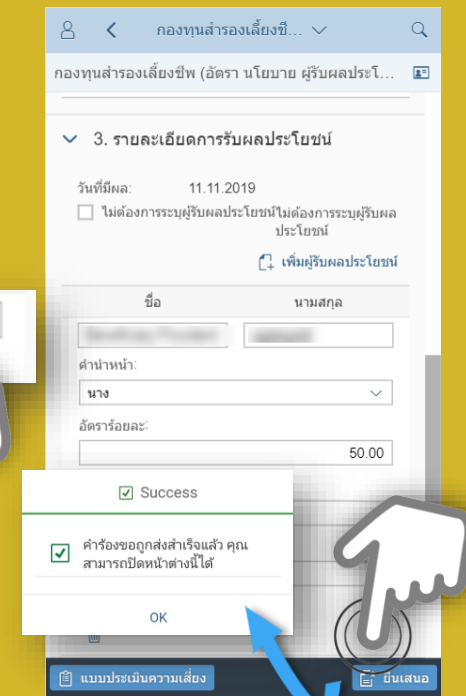 กองทุนสำรองเลี้ยงชี...
กองทุนสำรองเลี้ยงชีพ (อัตรา นโยบาย ผู้รับผลประโ...
3. รายละเอียดการรับผลประโยชน์
วันที่มีผล: 11.11.2019
ไม่ต้องการระบุผู้รับผลประโยชน์ไม่ต้องการระบุผู้รับผล
ประโยชน์
เพิ่มผู้รับผลประโยชน์
ชื่อ นามสกุล
คำนำหน้า:
นาง
อัตราร้อยละ:
50.00
Success
คำร้องขอถูกส่งสำเร็จแล้ว คุณ
สามารถปิดหน้าต่างนี้ได้
OK
แบบประเมินความเสี่ยง ยื่นเสนอ